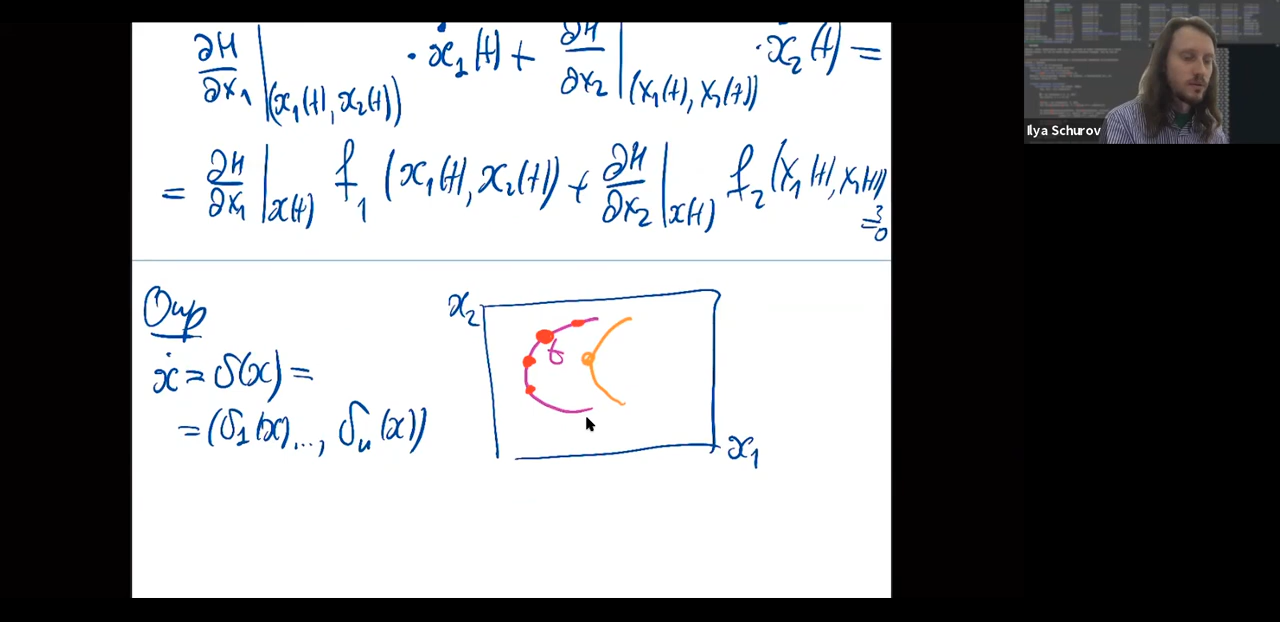 ∂H/∂x₁ |(x₁(t), x₂(t)) · ẋ₁(t) + ∂H/∂x₂ |(x₁(t), x₂(t)) · ẋ₂(t) =
= ∂H/∂x₁ |x(t) f₁ (x₁(t), x₂(t)) + ∂H/∂x₂ |x(t) f₂ (x₁(t), x₂(t))
= 0
Опр
ẋ = v(x) =
= (v₁(x)..., vₙ(x))
x₂
x₁
Ilya Schurov